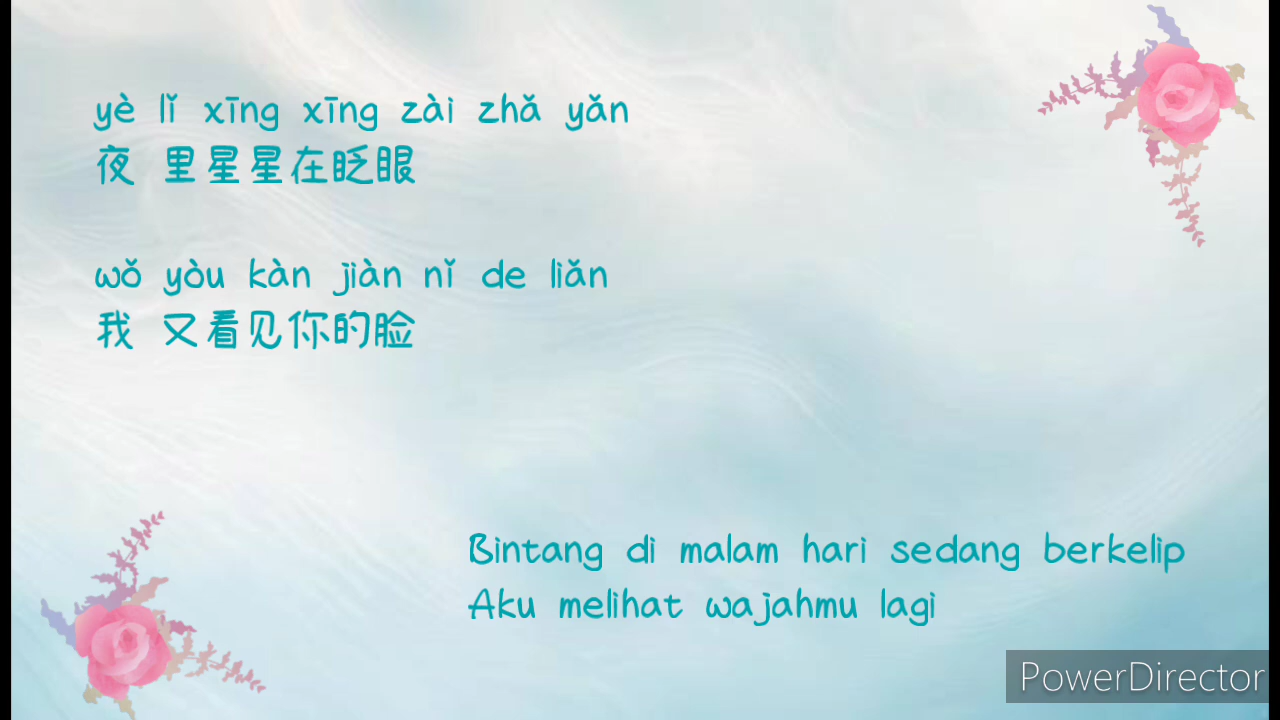 yè lǐ xīng xīng zài zhǎ yǎn
夜 里星星在眨眼
wǒ yòu kàn jiàn nǐ de liǎn
我 又看见你的脸
Bintang di malam hari sedang berkelip
Aku melihat wajahmu lagi
PowerDirector